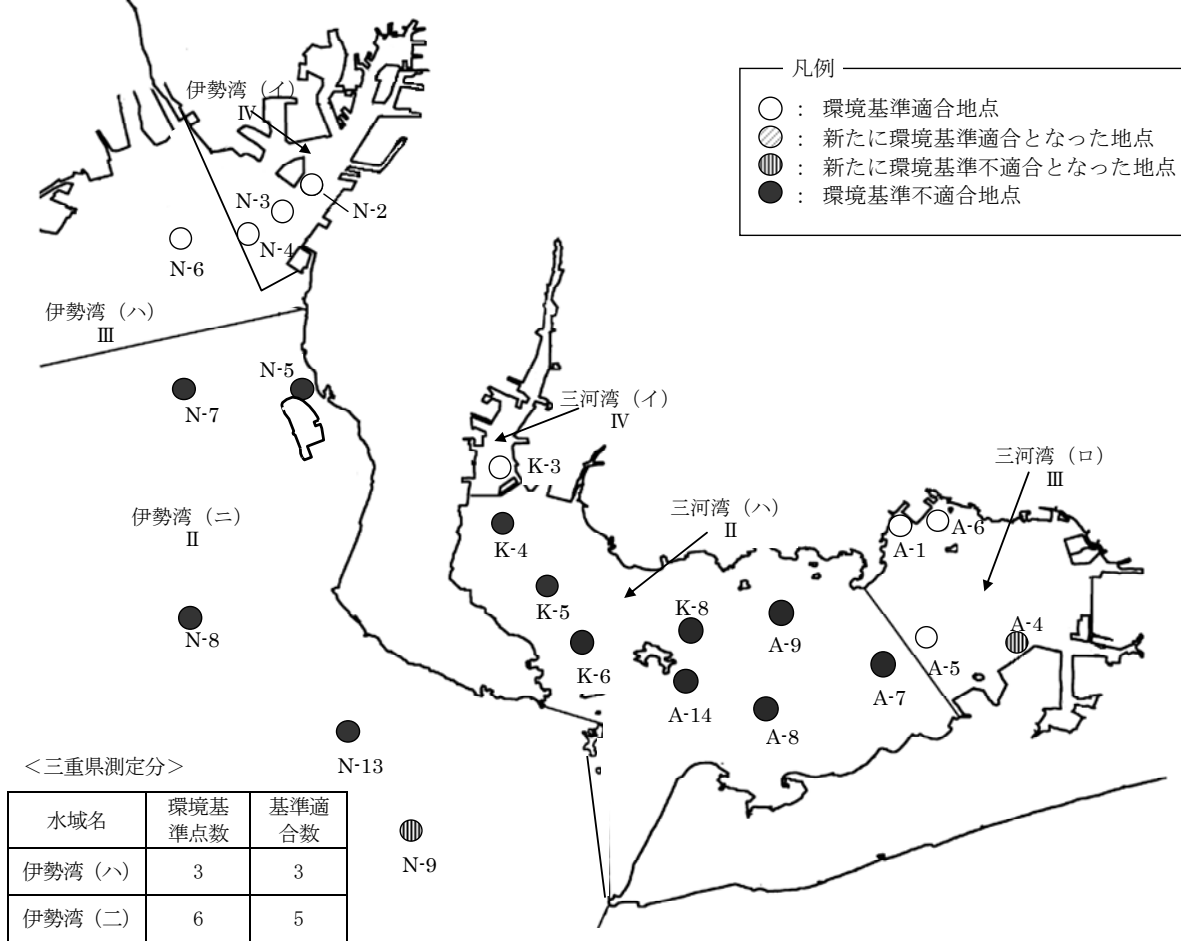 凡例
○ : 環境基準適合地点
: 新たに環境基準適合となった地点
: 新たに環境基準不適合となった地点
● : 環境基準不適合地点
伊勢湾（イ）
Ⅳ
N-3
N-2
N-4
N-6
伊勢湾（ハ）
Ⅲ
N-5
N-7
三河湾（イ）
Ⅳ
K-3
三河湾（ロ）
Ⅲ
伊勢湾（ニ）
Ⅱ
三河湾（ハ）
Ⅱ
K-4
A-1
A-6
K-5
K-8
A-9
A-4
N-8
K-6
A-5
A-7
A-14
A-8
N-13
N-9
＜三重県測定分＞
水域名 環境基準点数 基準適合数
伊勢湾（ハ） 3 3
伊勢湾（ニ） 6 5